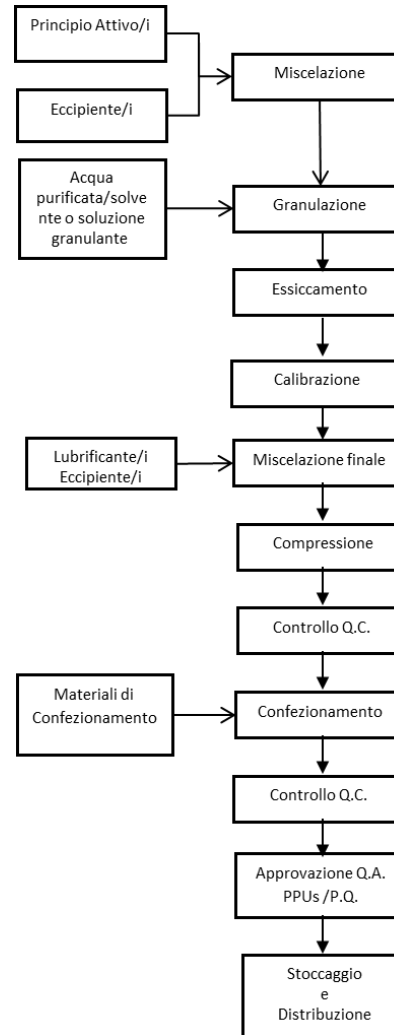 Principio Attivo/i
Miscelazione
Eccipiente/i
Acqua
purificata/solve
nte o soluzione
granulante
Granulazione
Essiccamento
Calibrazione
Lubrificante/i
Eccipiente/i
Miscelazione finale
Compressione
Controllo Q.C.
Materiali di
Confezionamento
Confezionamento
Controllo Q.C.
Approvazione Q.A.
PPUs /P.Q.
Stoccaggio
e
Distribuzione